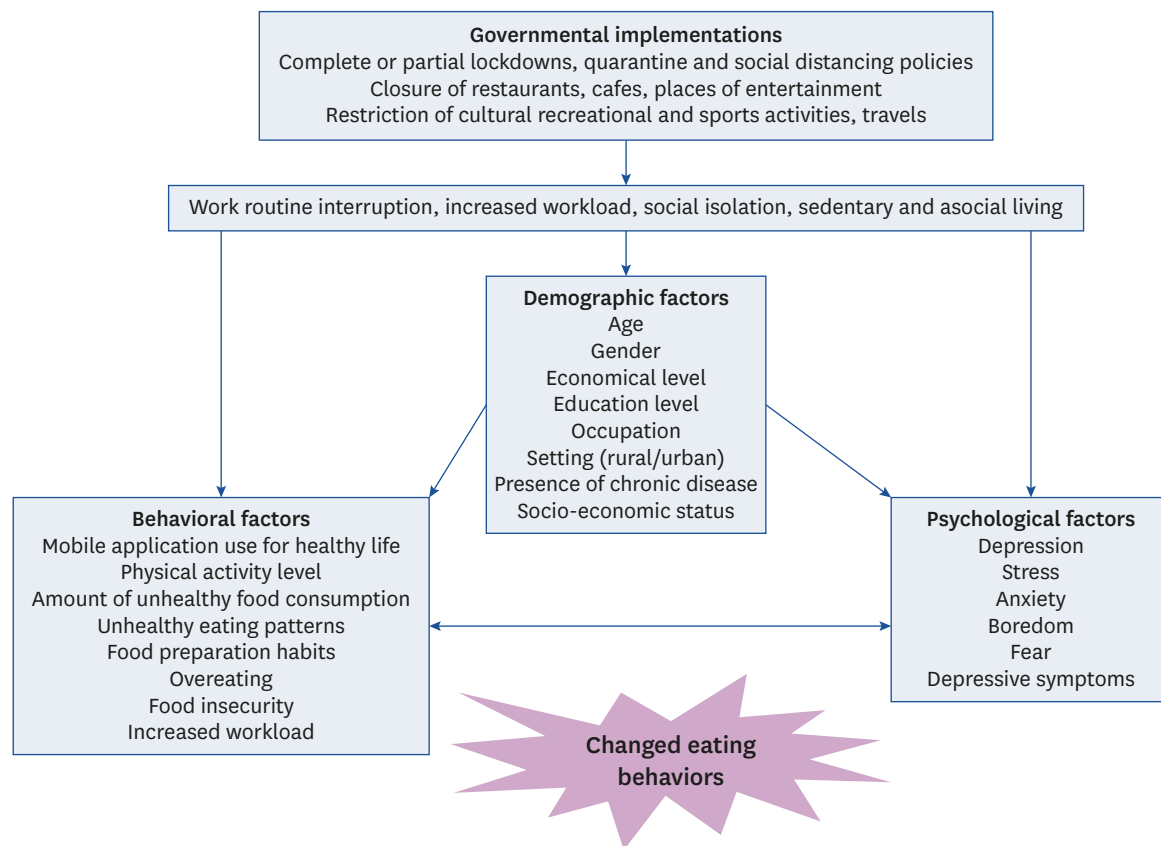 Governmental implementations
Complete or partial lockdowns, quarantine and social distancing policies
Closure of restaurants, cafes, places of entertainment
Restriction of cultural recreational and sports activities, travels
Work routine interruption, increased workload, social isolation, sedentary and asocial living
Demographic factors
Age
Gender
Economical level
Education level
Occupation
Setting (rural/urban)
Presence of chronic disease
Socio-economic status
Behavioral factors
Mobile application use for healthy life
Physical activity level
Amount of unhealthy food consumption
Unhealthy eating patterns
Food preparation habits
Overeating
Food insecurity
Increased workload
Psychological factors
Depression
Stress
Anxiety
Boredom
Fear
Depressive symptoms
Changed eating
behaviors